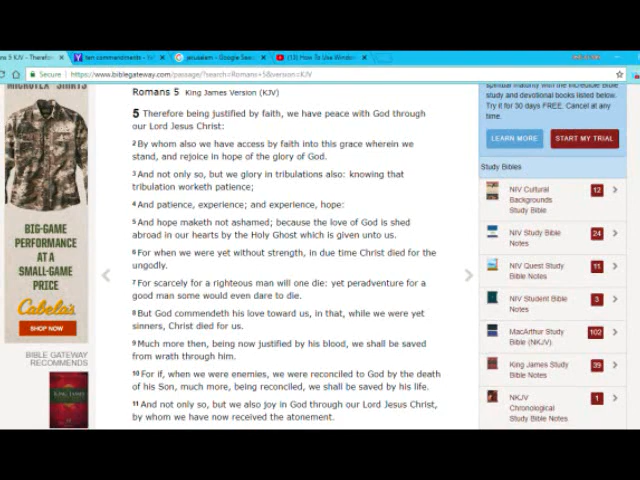 ns 5 KJV - Therefor
ten commandments -
jerusalem - Google Sea
(13) How To Use Window
Secure
https://www.biblegateway.com/passage/?search=Romans+5&version=KJV
MICROTEX SHIRTS
BIG-GAME
PERFORMANCE
AT A
SMALL-GAME
PRICE
Cabela's
SHOP NOW
BIBLE GATEWAY
RECOMMENDS
KING JAMES
Romans 5 King James Version (KJV)
5 Therefore being justified by faith, we have peace with God through
our Lord Jesus Christ:
2 By whom also we have access by faith into this grace wherein we
stand, and rejoice in hope of the glory of God.
3 And not only so, but we glory in tribulations also: knowing that
tribulation worketh patience;
4 And patience, experience; and experience, hope:
5 And hope maketh not ashamed; because the love of God is shed
abroad in our hearts by the Holy Ghost which is given unto us.
6 For when we were yet without strength, in due time Christ died for the
ungodly.
7 For scarcely for a righteous man will one die: yet peradventure for a
good man some would even dare to die.
8 But God commendeth his love toward us, in that, while we were yet
sinners, Christ died for us.
9 Much more then, being now justified by his blood, we shall be saved
from wrath through him.
10 For if, when we were enemies, we were reconciled to God by the death
of his Son, much more, being reconciled, we shall be saved by his life.
11 And not only so, but we also joy in God through our Lord Jesus Christ,
by whom we have now received the atonement.
spiritual maturity with the incredible Bible
study and devotional books listed below.
Try it for 30 days FREE. Cancel at any
time.
LEARN MORE
START MY TRIAL
Study Bibles
NIV Cultural
Backgrounds
Study Bible
12
NIV Study Bible
Notes
24
NIV Quest Study
Bible Notes
11
NIV Student Bible
Notes
3
MacArthur Study
Bible (NKJV)
102
King James Study
Bible Notes
39
NKJV
Chronological
Study Bible Notes
1